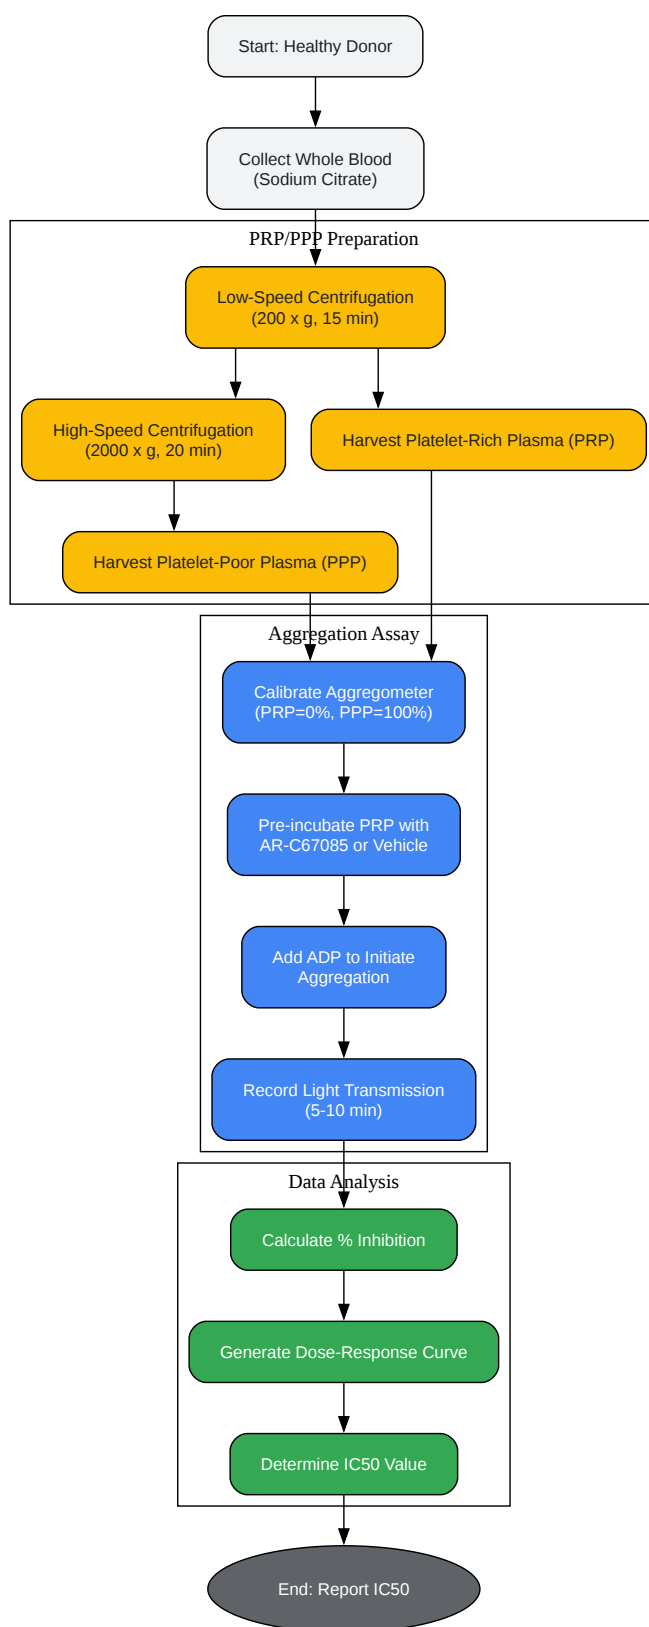 Start: Healthy Donor
Collect Whole Blood
(Sodium Citrate)
PRP/PPP Preparation
Low-Speed Centrifugation
(200 x g, 15 min)
High-Speed Centrifugation
(2000 x g, 20 min)
Harvest Platelet-Rich Plasma (PRP)
Harvest Platelet-Poor Plasma (PPP)
Aggregation Assay
Calibrate Aggregometer
(PRP=0%, PPP=100%)
Pre-incubate PRP with
AR-C67085 or Vehicle
Add ADP to Initiate
Aggregation
Record Light Transmission
(5-10 min)
Data Analysis
Calculate % Inhibition
Generate Dose-Response Curve
Determine IC50 Value
End: Report IC50